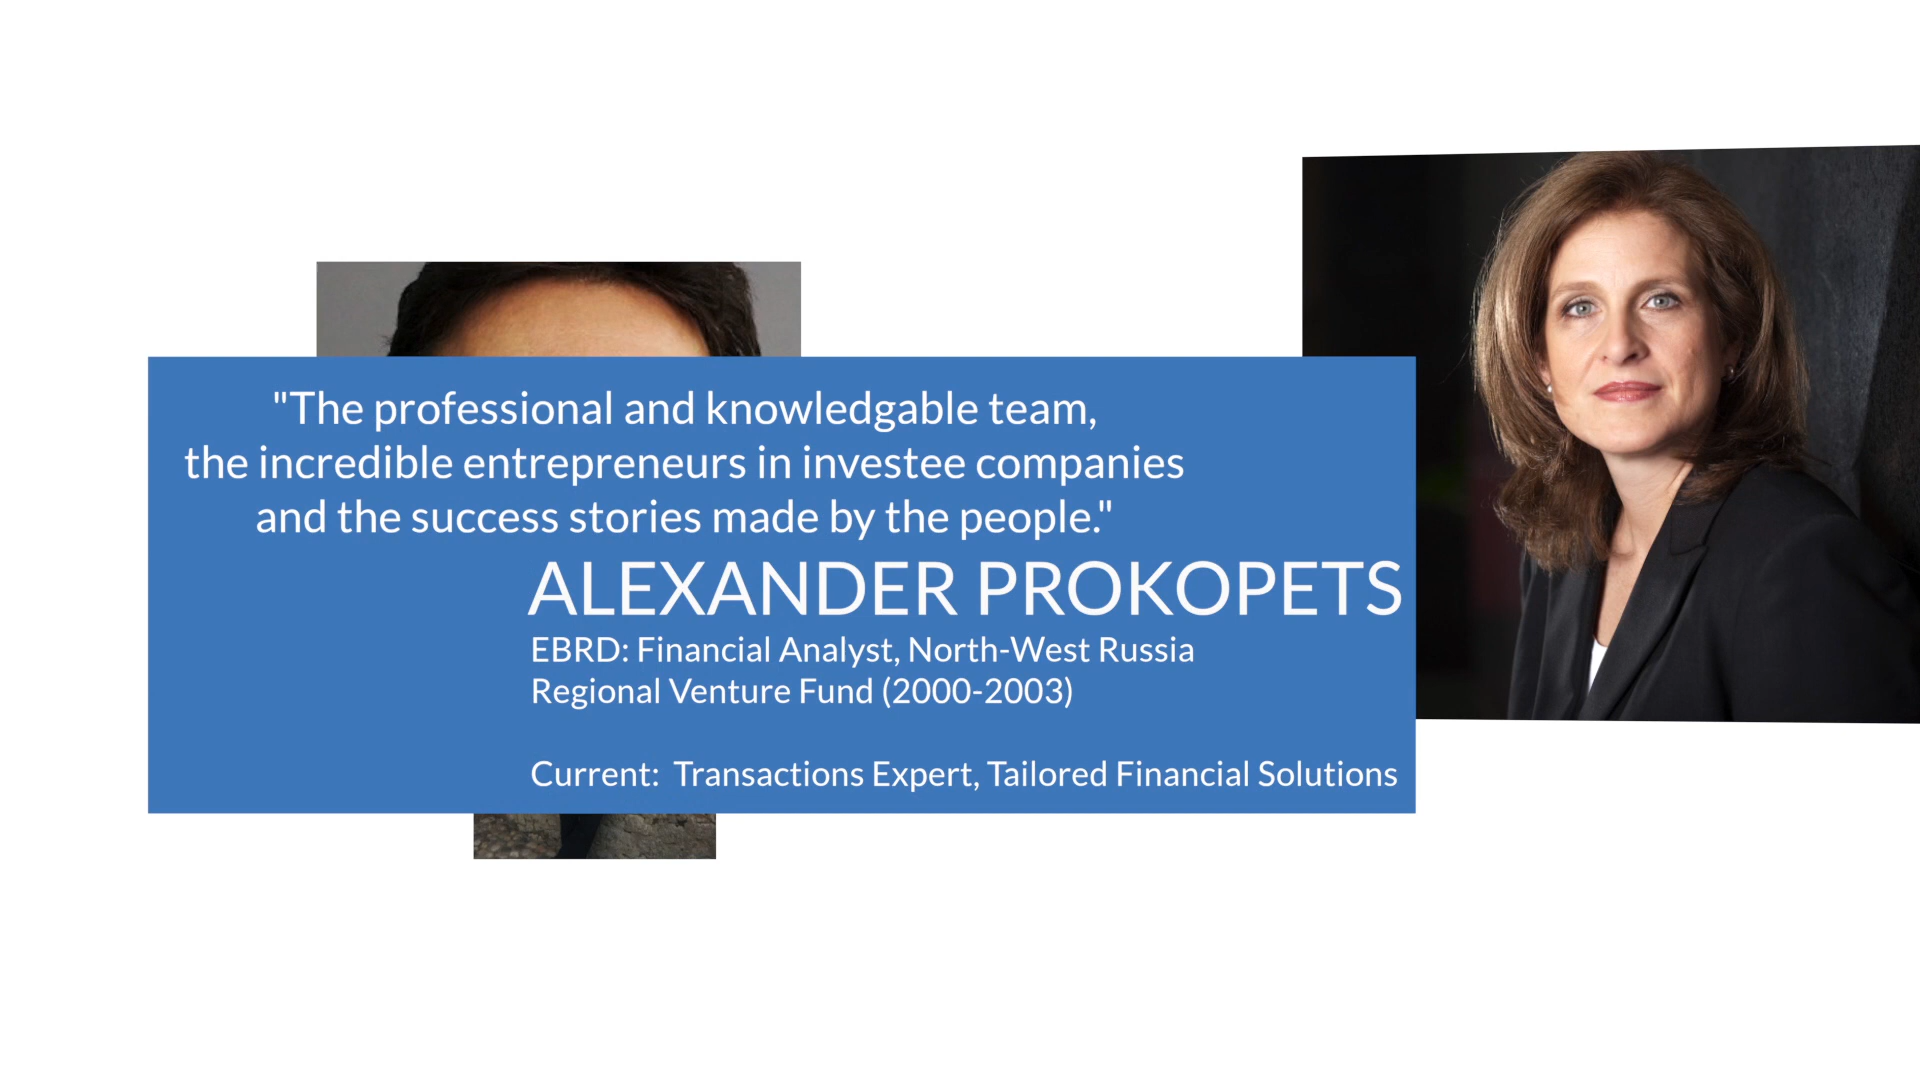 "The professional and knowledgable team,
the incredible entrepreneurs in investee companies
and the success stories made by the people."
ALEXANDER PROKOPETS
EBRD: Financial Analyst, North-West Russia
Regional Venture Fund (2000-2003)
Current:  Transactions Expert, Tailored Financial Solutions